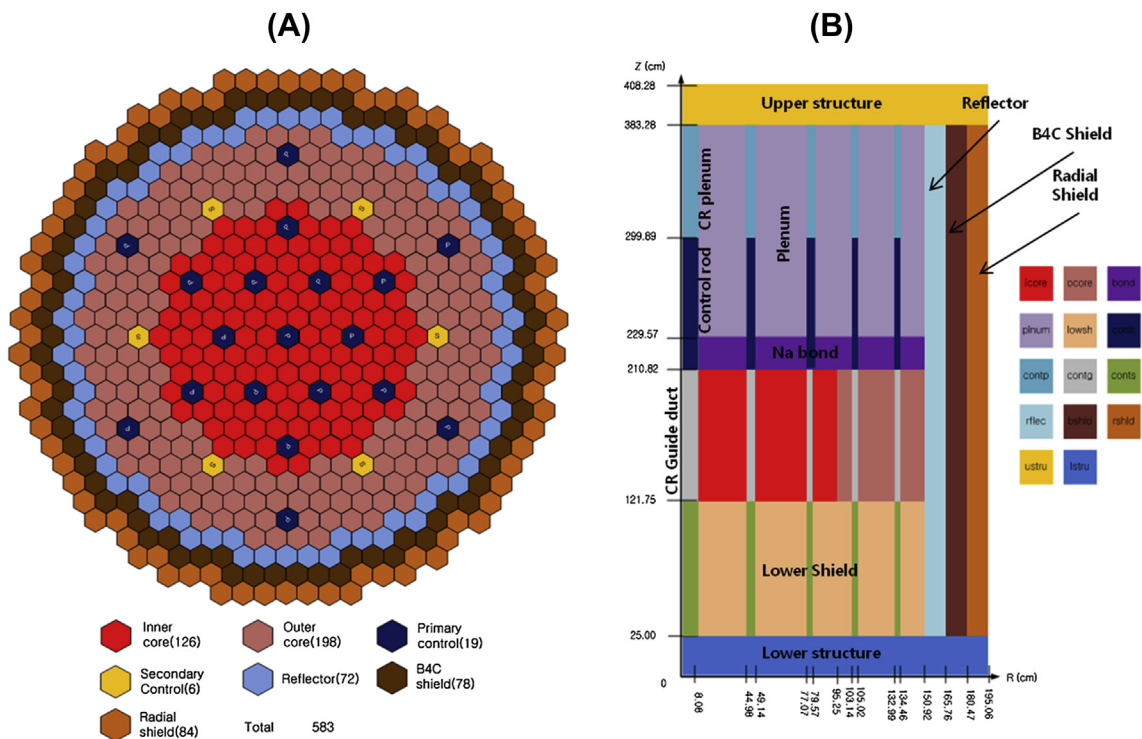 (A)
P
S
S
P
P
P
P
P
P
P
S
P
P
P
S
P
P
P
P
P
P
P
S
S
P
Inner
core(126)
Outer
core(198)
Primary
control(19)
Secondary
Control(6)
Reflector(72)
B4C
shield(78)
Radial
shield(84)
Total 583
(B)
Z (cm)
408.28
383.28
299.89
229.57
210.82
121.75
25.00
0
Upper structure
CR plenum
Control rod
Plenum
Na bond
CR Guide duct
Lower Shield
Lower structure
R (cm)
8.08
44.98
49.14
77.07
79.57
95.25
103.14
105.02
132.99
134.46
150.92
165.76
180.47
195.06
Reflector
B4C Shield
Radial
Shield
icore
ocore
bond
plnum
lowsh
contp
contg
conts
rflec
bshld
rshld
ustru
lstru